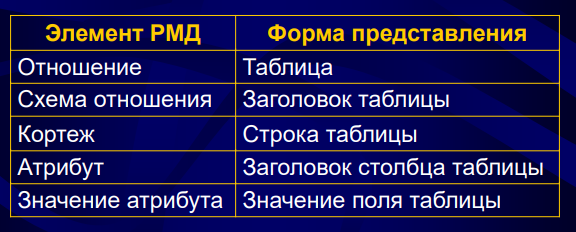 Элемент РМД Форма представления
Отношение Таблица
Схема отношения Заголовок таблицы
Кортеж Строка таблицы
Атрибут Заголовок столбца таблицы
Значение атрибута Значение поля таблицы